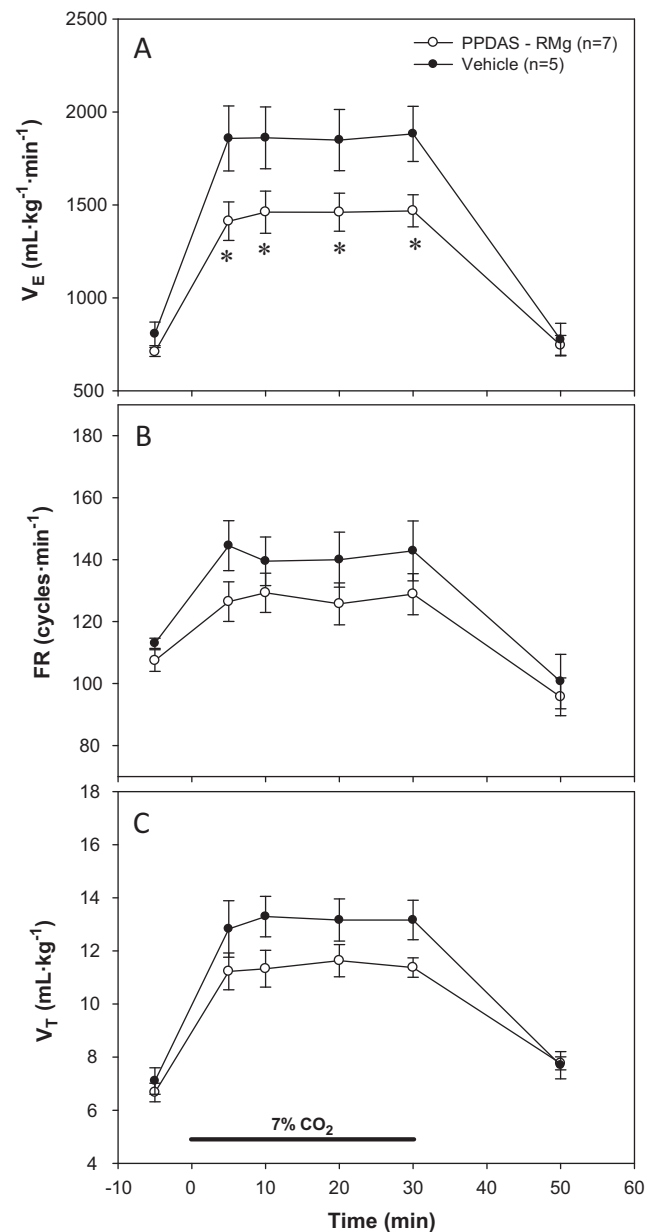 A
PPDAS - RMg (n=7)
Vehicle (n=5)
2500
2000
1500
1000
500
V_E (mL·kg⁻¹·min⁻¹)
* * * *
B
180
160
140
120
100
80
FR (cycles·min⁻¹)
C
18
16
14
12
10
8
6
4
V_T (mL·kg⁻¹)
7% CO₂
-10 0 10 20 30 40 50 60
Time (min)